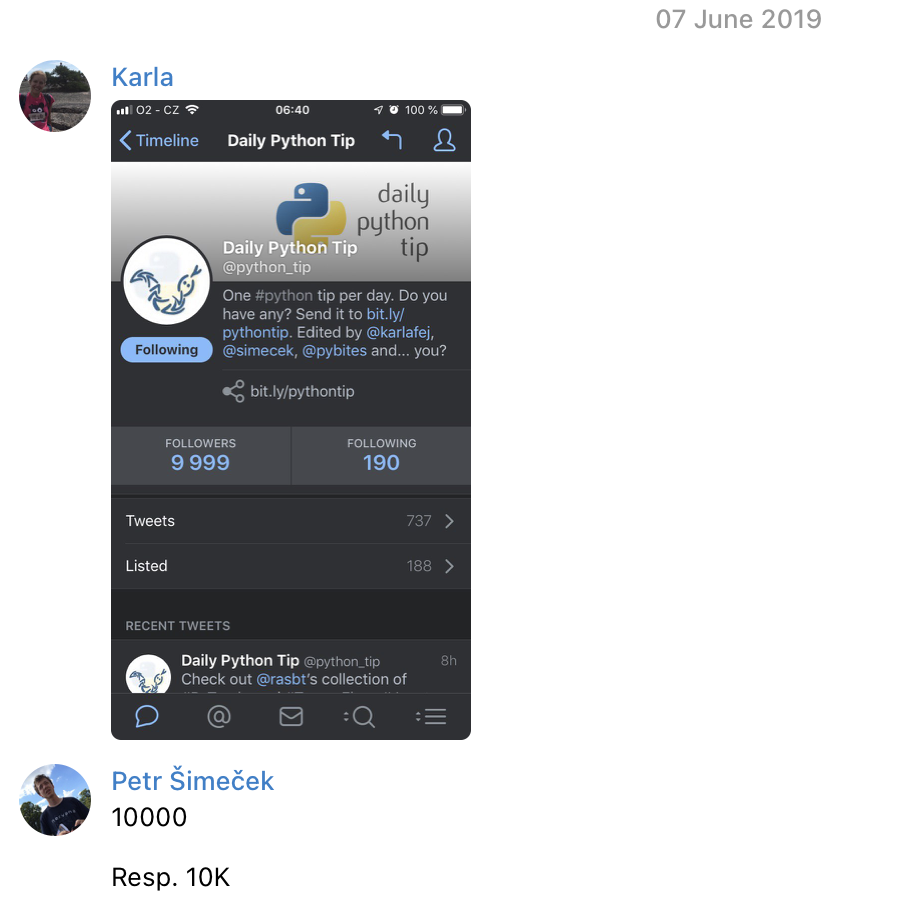 07 June 2019
Karla
O2 - CZ 06:40 100 %
Timeline Daily Python Tip
daily
python
tip
Daily Python Tip
@python_tip
One #python tip per day. Do you
have any? Send it to bit.ly/
pythontip. Edited by @karlafej,
@simecek, @pybites and... you?
Following
bit.ly/pythontip
FOLLOWERS FOLLOWING
9 999 190
Tweets 737
Listed 188
RECENT TWEETS
Daily Python Tip @python_tip 8h
Check out @rasbt's collection of
Petr Šimeček
10000
Resp. 10K